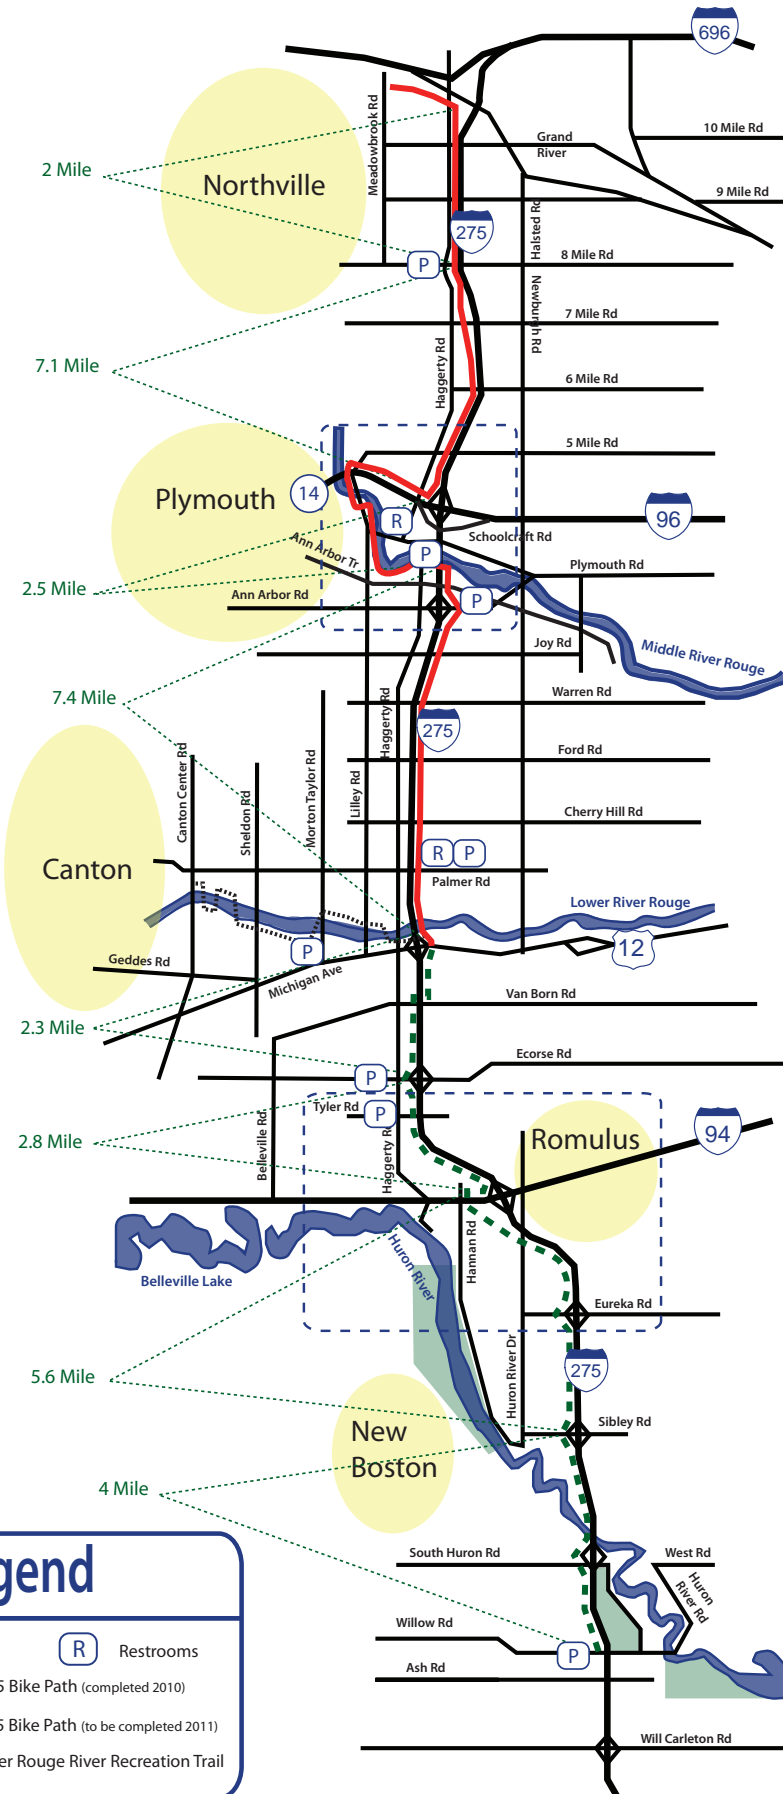 696
10 Mile Rd
Grand
River
Meadowbrook Rd
2 Mile
Northville
9 Mile Rd
Halsted Rd
275
8 Mile Rd
P
Newburgh Rd
7 Mile Rd
7.1 Mile
Haggerty Rd
6 Mile Rd
5 Mile Rd
14
Plymouth
96
R
Schoolcraft Rd
Ann Arbor Tr
P
Plymouth Rd
2.5 Mile
Ann Arbor Rd
P
Joy Rd
Middle River Rouge
7.4 Mile
Warren Rd
Haggerty Rd
275
Canton Center Rd
Sheldon Rd
Morton Taylor Rd
Lilley Rd
Ford Rd
Cherry Hill Rd
Canton
R
P
Palmer Rd
Lower River Rouge
P
12
Geddes Rd
Michigan Ave
Van Born Rd
2.3 Mile
Ecorse Rd
P
Tyler Rd
P
Romulus
94
2.8 Mile
Belleville Rd
Haggerty Rd
Hannan Rd
Huron River
Belleville Lake
Eureka Rd
Huron River Dr
5.6 Mile
275
Sibley Rd
New
Boston
4 Mile
South Huron Rd
West Rd
Huron
River Rd
Willow Rd
P
Ash Rd
Will Carleton Rd
gend
R Restrooms
5 Bike Path (completed 2010)
5 Bike Path (to be completed 2011)
er Rouge River Recreation Trail